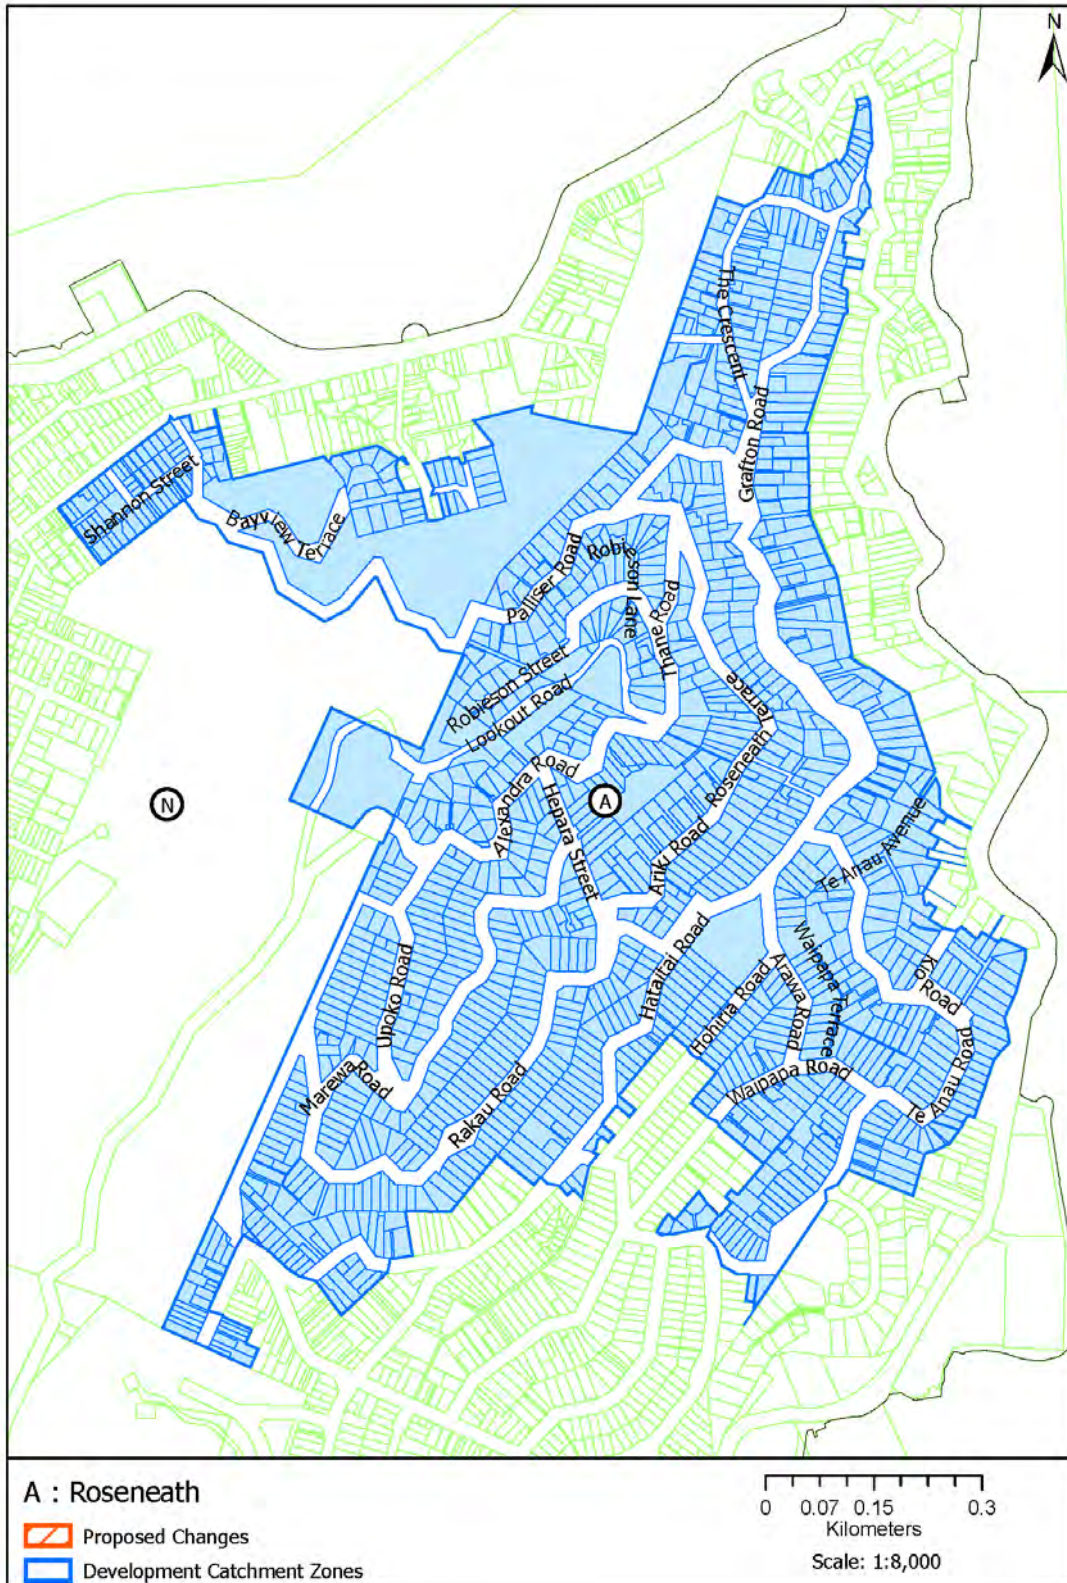 N
The Crescent
Grafton Road
Shannon Street
Bayview Terrace
Palliser Road
Robieson Lane
Thane Road
Robieson Street
Lookout Road
Roseneath Terrace
Alexandra Road
Hepara Street
N
A
Ariki Road
Te Anau Avenue
Hataitai Road
Waipapa Terrace
Arawa Road
Hohiria Road
Kio Road
Upoko Road
Marewa Road
Rakau Road
Waipapa Road
Te Anau Road
A : Roseneath
Proposed Changes
Development Catchment Zones
0 0.07 0.15 0.3
Kilometers
Scale: 1:8,000